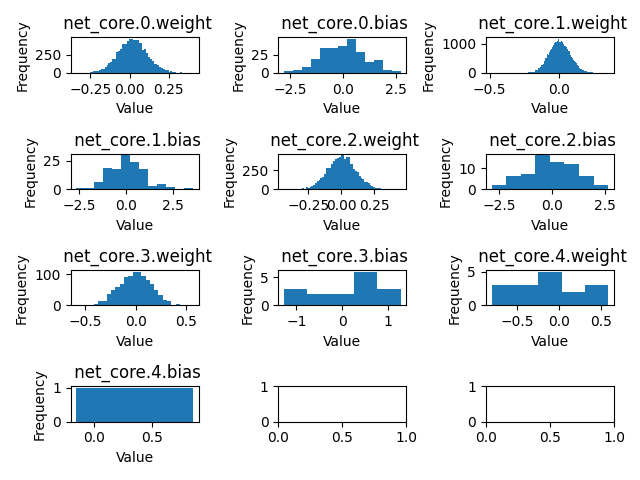 net_core.0.weight
Frequency
250
0
−0.25 0.00 0.25
Value
net_core.0.bias
Frequency
25
0
−2.5 0.0 2.5
Value
net_core.1.weight
Frequency
1000
0
−0.5 0.0
Value
net_core.1.bias
Frequency
25
0
−2.5 0.0 2.5
Value
net_core.2.weight
Frequency
250
0
−0.25 0.00 0.25
Value
net_core.2.bias
Frequency
10
0
−2.5 0.0 2.5
Value
net_core.3.weight
Frequency
100
0
−0.5 0.0 0.5
Value
net_core.3.bias
Frequency
5
0
−1 0 1
Value
net_core.4.weight
Frequency
5
0
−0.5 0.0 0.5
Value
net_core.4.bias
Frequency
1
0
0.0 0.5
Value
1
0
0.0 0.5 1.0
1
0
0.0 0.5 1.0